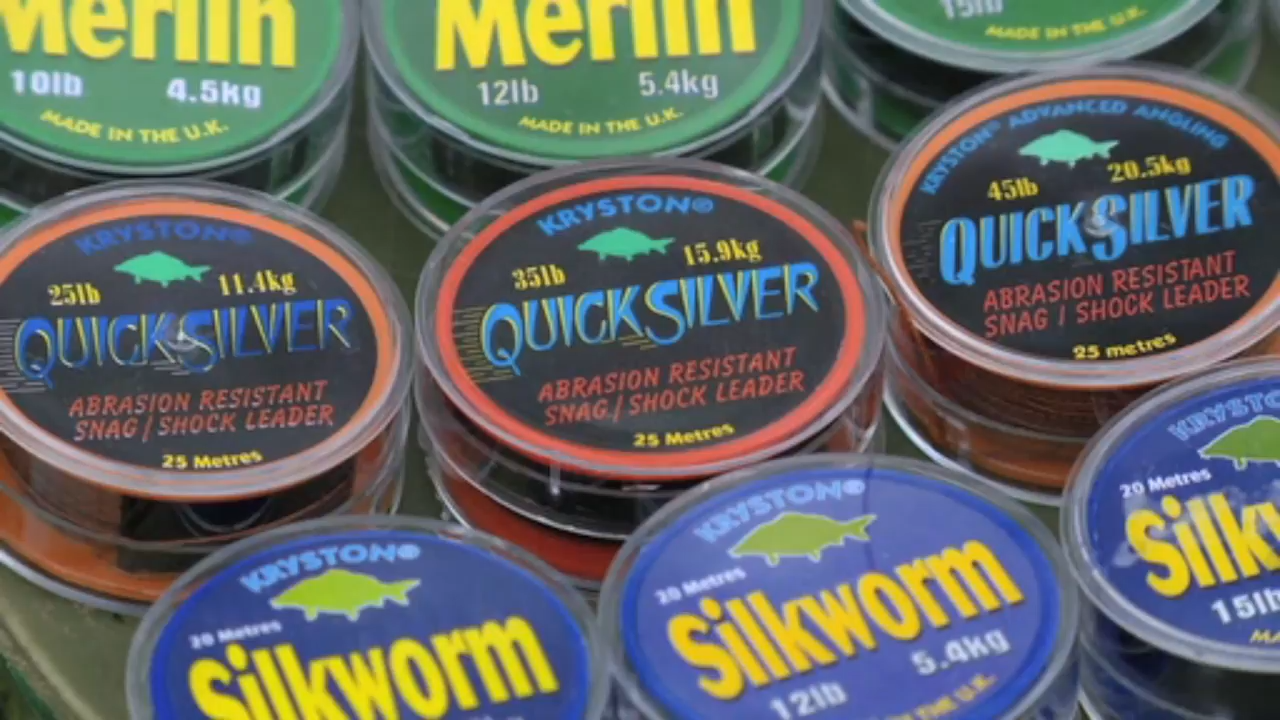 Merlin
10lb 4.5kg
MADE IN THE U.K.
Merlin
12lb 5.4kg
MADE IN THE U.K.
15lb
MADE IN THE U.K.
KRYSTON®
25lb 11.4kg
QUICKSILVER
ABRASION RESISTANT
SNAG / SHOCK LEADER
25 Metres
KRYSTON®
35lb 15.9kg
QUICKSILVER
ABRASION RESISTANT
SNAG / SHOCK LEADER
25 Metres
KRYSTON® ADVANCED ANGLING
45lb 20.5kg
QUICKSILVER
ABRASION RESISTANT
SNAG / SHOCK LEADER
25 metres
KRYSTON®
20 Metres
Silkworm
KRYSTON®
20 Metres
Silkworm
12lb 5.4kg
THE U.K.
KRYSTO
20 Metres
Silkw
15lb